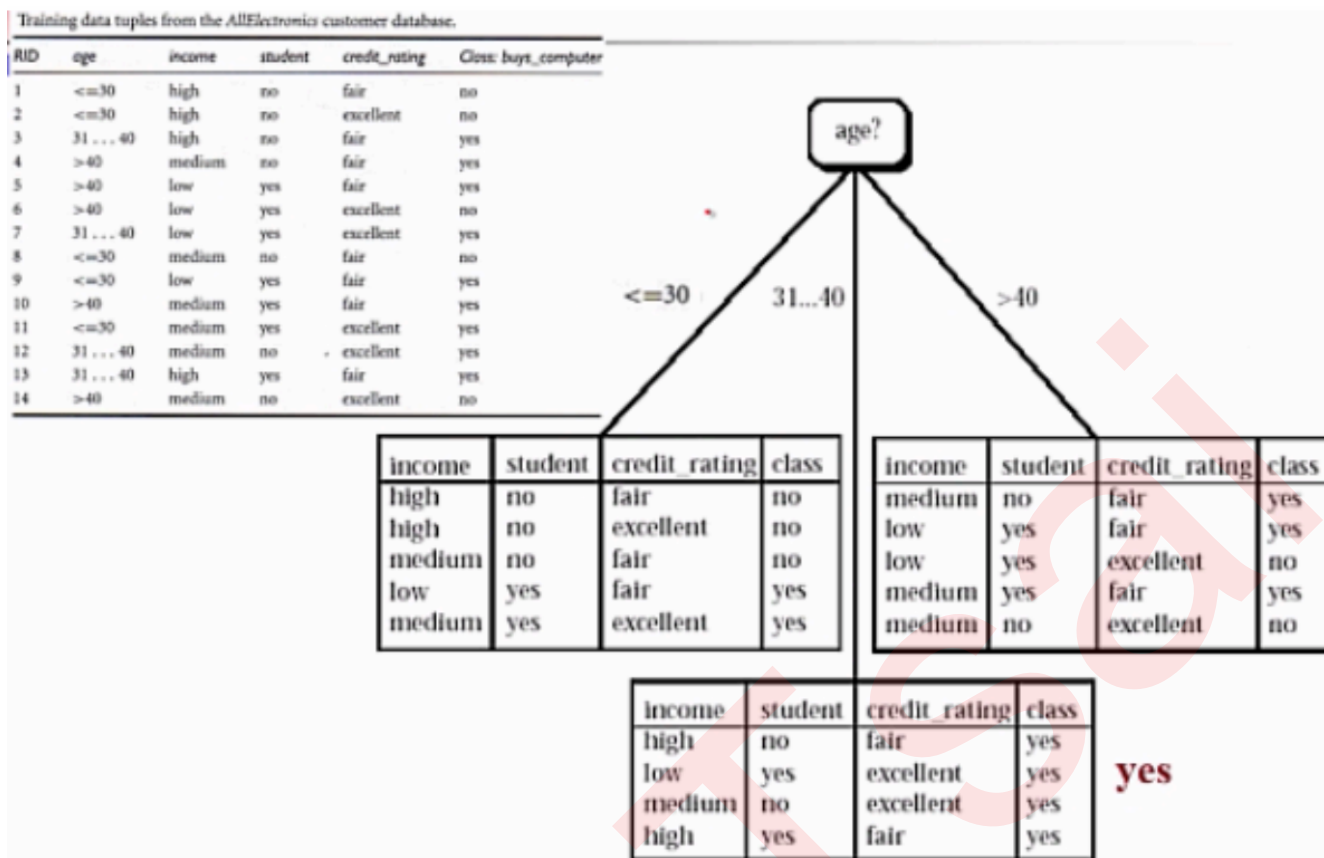 Training data tuples from the AllElectronics customer database.
RID age income student credit_rating Class: buys_computer
1 <=30 high no fair no
2 <=30 high no excellent no
3 31 . . . 40 high no fair yes
4 >40 medium no fair yes
5 >40 low yes fair yes
6 >40 low yes excellent no
7 31 . . . 40 low yes excellent yes
8 <=30 medium no fair no
9 <=30 low yes fair yes
10 >40 medium yes fair yes
11 <=30 medium yes excellent yes
12 31 . . . 40 medium no excellent yes
13 31 . . . 40 high yes fair yes
14 >40 medium no excellent no
age?
<=30 31...40 >40
income student credit_rating class
high no fair no
high no excellent no
medium no fair no
low yes fair yes
medium yes excellent yes
income student credit_rating class
medium no fair yes
low yes fair yes
low yes excellent no
medium yes fair yes
medium no excellent no
income student credit_rating class
high no fair yes
low yes excellent yes
medium no excellent yes
high yes fair yes
yes
Tsai